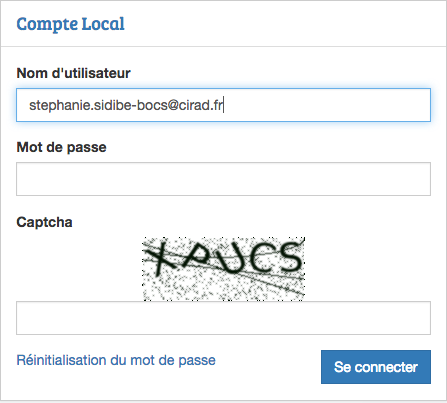 Compte Local
Nom d'utilisateur
stephanie.sidibe-bocs@cirad.fr
Mot de passe
Captcha
XPUCS
Réinitialisation du mot de passe
Se connecter